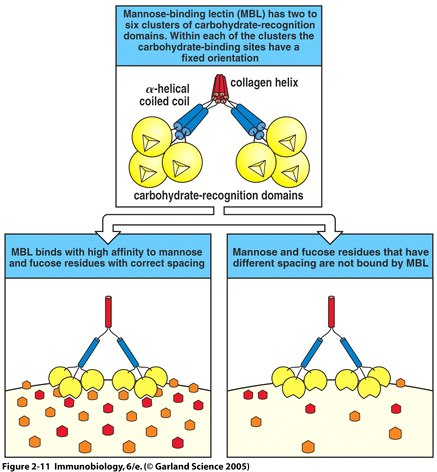 Mannose-binding lectin (MBL) has two to
six clusters of carbohydrate-recognition
domains. Within each of the clusters the
carbohydrate-binding sites have a
fixed orientation
α-helical
coiled coil
collagen helix
carbohydrate-recognition domains
MBL binds with high affinity to mannose
and fucose residues with correct spacing
Mannose and fucose residues that have
different spacing are not bound by MBL
Figure 2-11 Immunobiology, 6/e. (© Garland Science 2005)